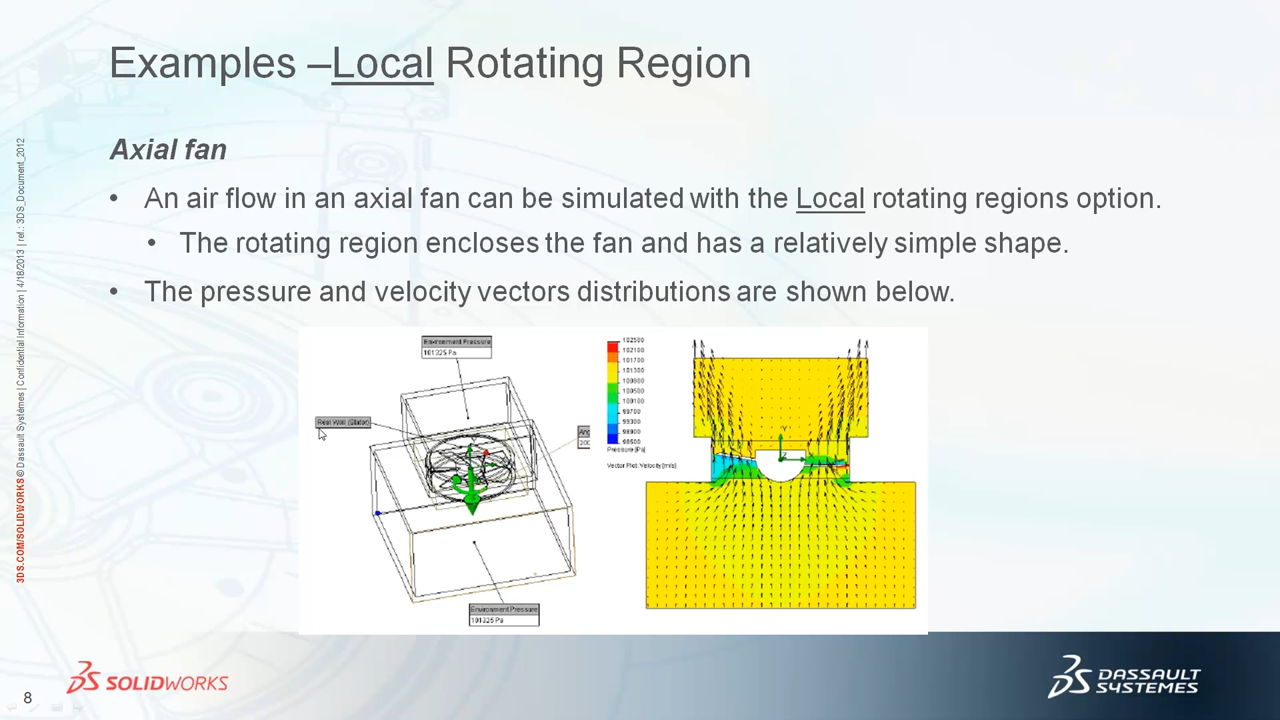 Examples –Local Rotating Region
Axial fan
• An air flow in an axial fan can be simulated with the Local rotating regions option.
• The rotating region encloses the fan and has a relatively simple shape.
• The pressure and velocity vectors distributions are shown below.
3DS.COM/SOLIDWORKS © Dassault Systèmes | Confidential Information | 4/18/2013 | ref.: 3DS_Document_2012
Environment Pressure
101325 Pa
Real Wall (Stator)
Environment Pressure
101325 Pa
102500
102100
101700
101300
100900
100500
100100
99700
99300
98900
98500
Pressure [Pa]
Vector Plot: Velocity [m/s]
Y
Z
SOLIDWORKS
DASSAULT
SYSTEMES
8